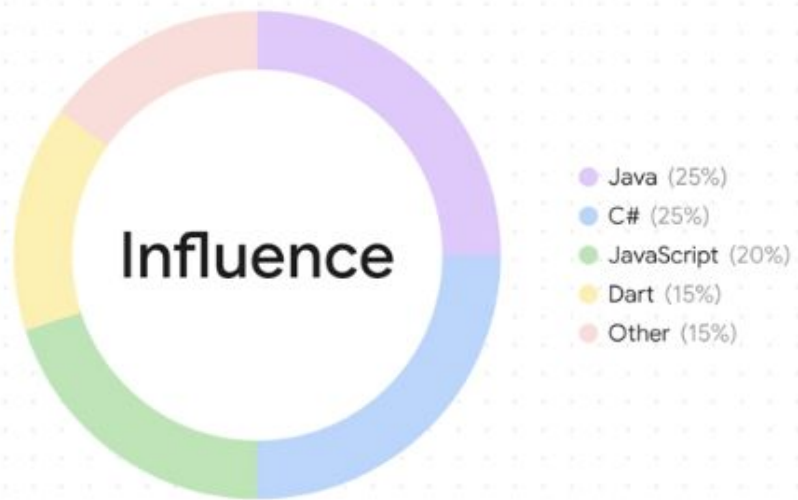 Influence
Java (25%)
C# (25%)
JavaScript (20%)
Dart (15%)
Other (15%)